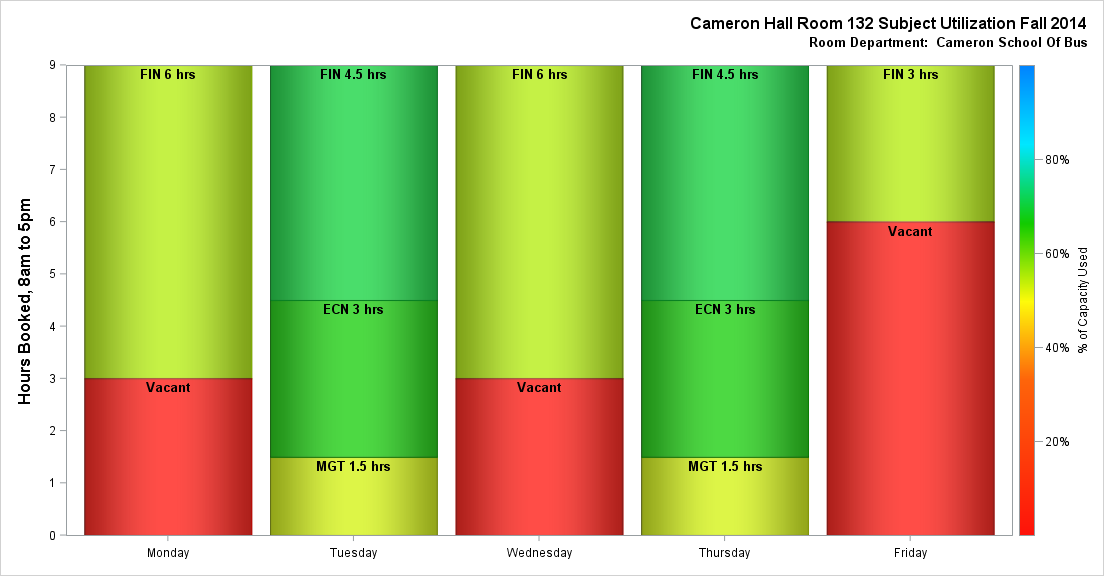 Cameron Hall Room 132 Subject Utilization Fall 2014
Room Department:  Cameron School Of Bus
Hours Booked, 8am to 5pm
9
8
7
6
5
4
3
2
1
0
FIN 6 hrs
Vacant
FIN 4.5 hrs
ECN 3 hrs
MGT 1.5 hrs
FIN 6 hrs
Vacant
FIN 4.5 hrs
ECN 3 hrs
MGT 1.5 hrs
FIN 3 hrs
Vacant
Monday
Tuesday
Wednesday
Thursday
Friday
80%
60%
40%
20%
% of Capacity Used